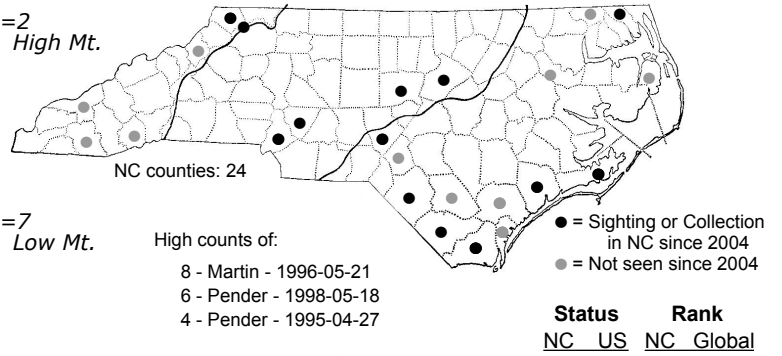 =2
High Mt.
NC counties: 24
=7
Low Mt.
High counts of:
8 - Martin - 1996-05-21
6 - Pender - 1998-05-18
4 - Pender - 1995-04-27
● = Sighting or Collection
in NC since 2004
● = Not seen since 2004
Status Rank
NC US NC Global